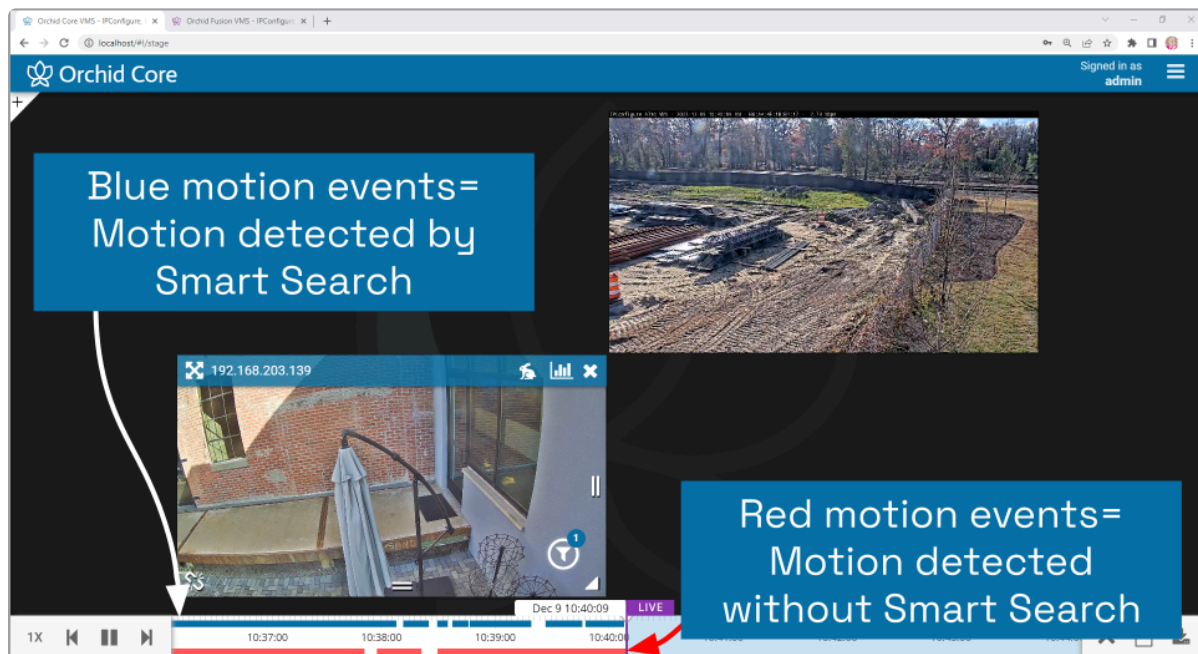 Orchid Core VMS - IPConfigure,
Orchid Fusion VMS - IPConfigure
localhost/#!/stage
Orchid Core
Signed in as
admin
Blue motion events=
Motion detected by
Smart Search
192.168.203.139
1
Red motion events=
Motion detected
without Smart Search
Dec 9 10:40:09
LIVE
1X
10:37:00
10:38:00
10:39:00
10:40:00